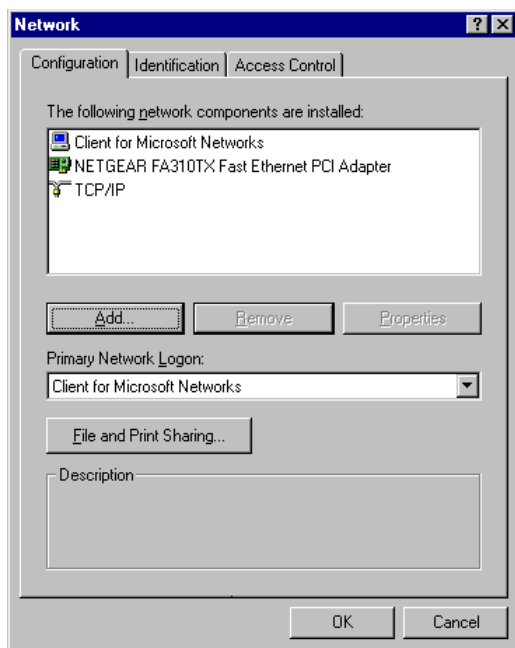 Network
Configuration Identification Access Control
The following network components are installed:
Client for Microsoft Networks
NETGEAR FA310TX Fast Ethernet PCI Adapter
TCP/IP
Add... Remove Properties
Primary Network Logon:
Client for Microsoft Networks
File and Print Sharing...
Description
OK Cancel